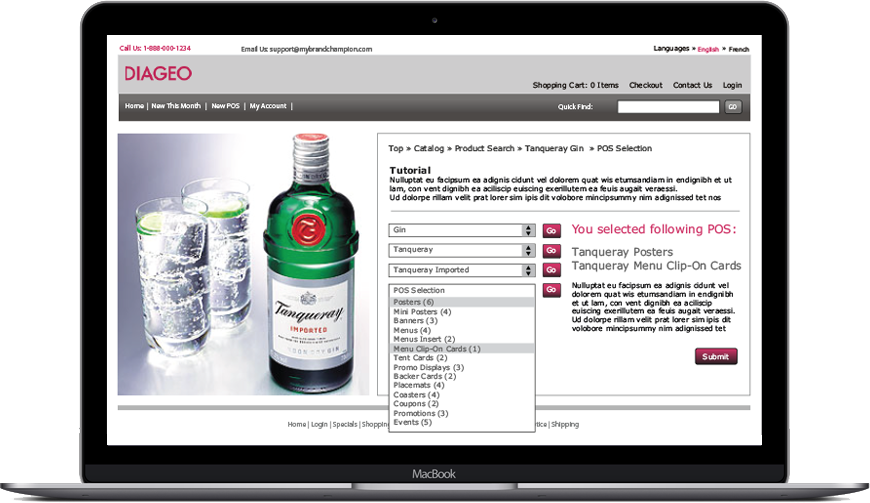 Call Us: 1-888-000-1234
Email Us: support@mybrandchampion.com
Languages » English » French
DIAGEO
Shopping Cart: 0 Items Checkout Contact Us Login
Home | New This Month | New POS | My Account |
Quick Find:
GO
Top » Catalog » Product Search » Tanqueray Gin » POS Selection
Tutorial
Nulluptat eu facipsum ea adignis cidunt vel dolorem quat wis etumsandiam in endignibh et ut
lam, con vent dignibh ea aciliscip euiscing exerillutem ea feuis augait veraessi.
Ud dolorpe rillam velit prat lorer sim ipis dit volobore mincipsummy nim adignissed tet nos
Gin
Go
Tanqueray
Go
Tanqueray Imported
Go
POS Selection
Go
Posters (6)
Mini Posters (4)
Banners (3)
Menus (4)
Menus Insert (2)
Menu Clip-On Cards (1)
Tent Cards (2)
Promo Displays (3)
Backer Cards (2)
Placemats (4)
Coasters (4)
Coupons (2)
Promotions (3)
Events (5)
You selected following POS:
Tanqueray Posters
Tanqueray Menu Clip-On Cards
Nulluptat eu facipsum ea adignis cidunt vel
dolorem quat wis etumsandiam in endignibh
et ut lam, con vent dignibh ea aciliscip
euiscing exerillutem ea feuis augait veraessi.
Ud dolorpe rillam velit prat lorer sim ipis dit
volobore mincipsummy nim adignissed tet
Submit
Tanqueray
IMPORTED
Home | Login | Specials | Shopping
| Shipping
MacBook